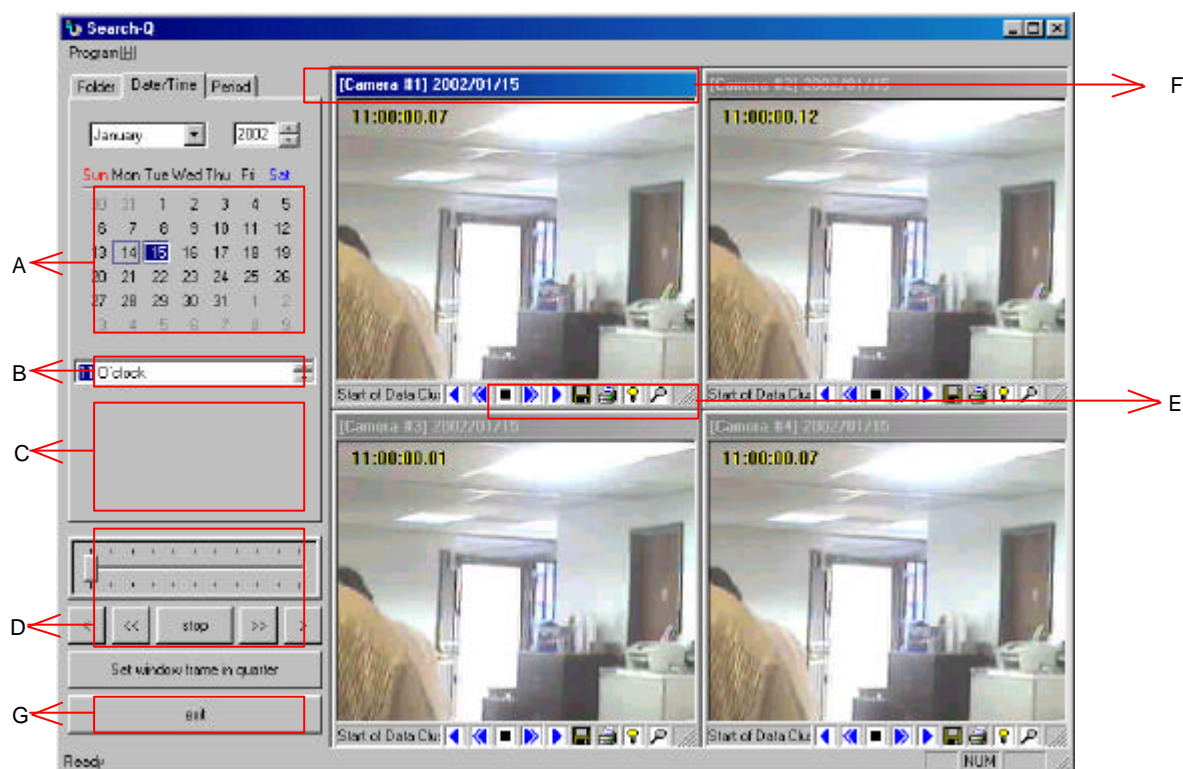 Search-Q
Program[H]
Folder Date/Time Period
January 2002
Sun Mon Tue Wed Thu Fri Sat
30 31 1 2 3 4 5
6 7 8 9 10 11 12
13 14 15 16 17 18 19
20 21 22 23 24 25 26
27 28 29 30 31 1 2
3 4 5 6 7 8 9
11 O'clock
< << stop >> >
Set window frame in quarter
exit
Ready
[Camera #1] 2002/01/15
11:00:00.07
Start of Data Clu
[Camera #2] 2002/01/15
11:00:00.12
Start of Data Clu
[Camera #3] 2002/01/15
11:00:00.01
Start of Data Clu
[Camera #4] 2002/01/15
11:00:00.07
Start of Data Clu
NUM
A
B
C
D
G
F
E